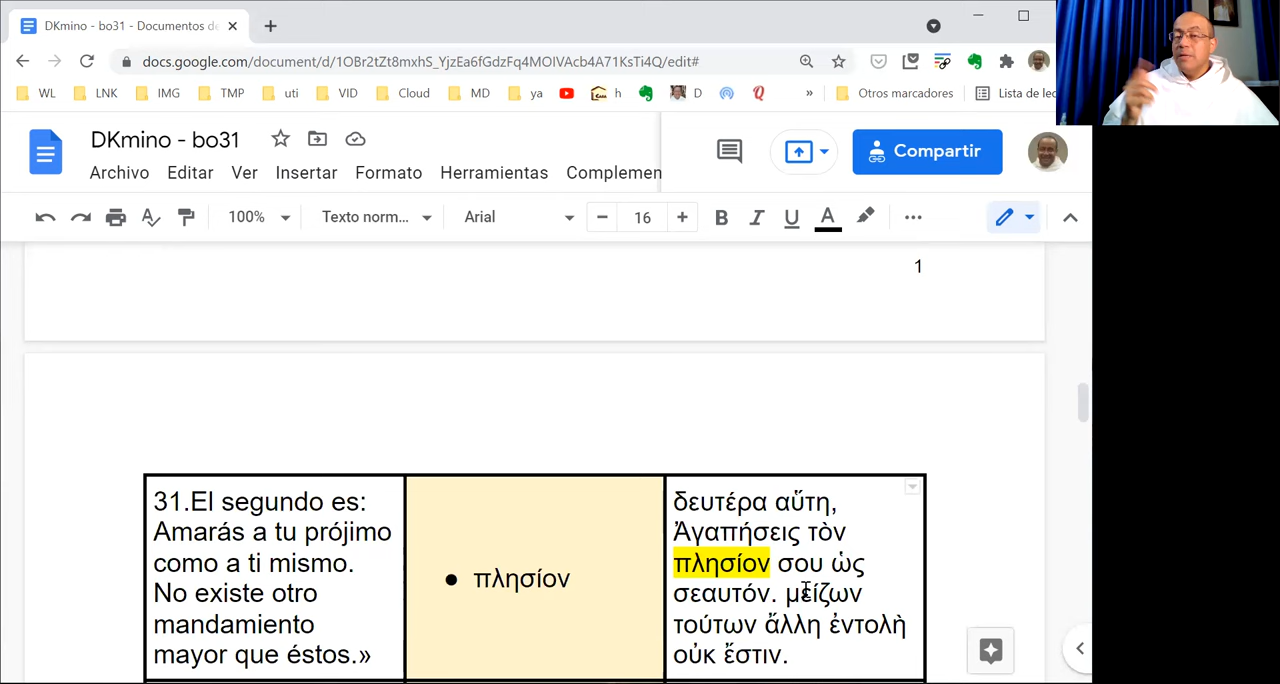 DKmino - bo31 - Documentos de
docs.google.com/document/d/1OBr2tZt8mxhS_YjzEa6fGdzFq4MOIVAcb4A71KsTi4Q/edit#
WL LNK IMG TMP uti VID Cloud MD ya h D » Otros marcadores Lista de lec
DKmino - bo31
Compartir
Archivo Editar Ver Insertar Formato Herramientas Complemen
100% Texto norm... Arial − 16 + B I U A ...
1
31.El segundo es:
Amarás a tu prójimo
como a ti mismo.
No existe otro
mandamiento
mayor que éstos.»
● πλησίον
δευτέρα αὕτη,
Ἀγαπήσεις τὸν
πλησίον σου ὡς
σεαυτόν. μείζων
τούτων ἄλλη ἐντολὴ
οὐκ ἔστιν.